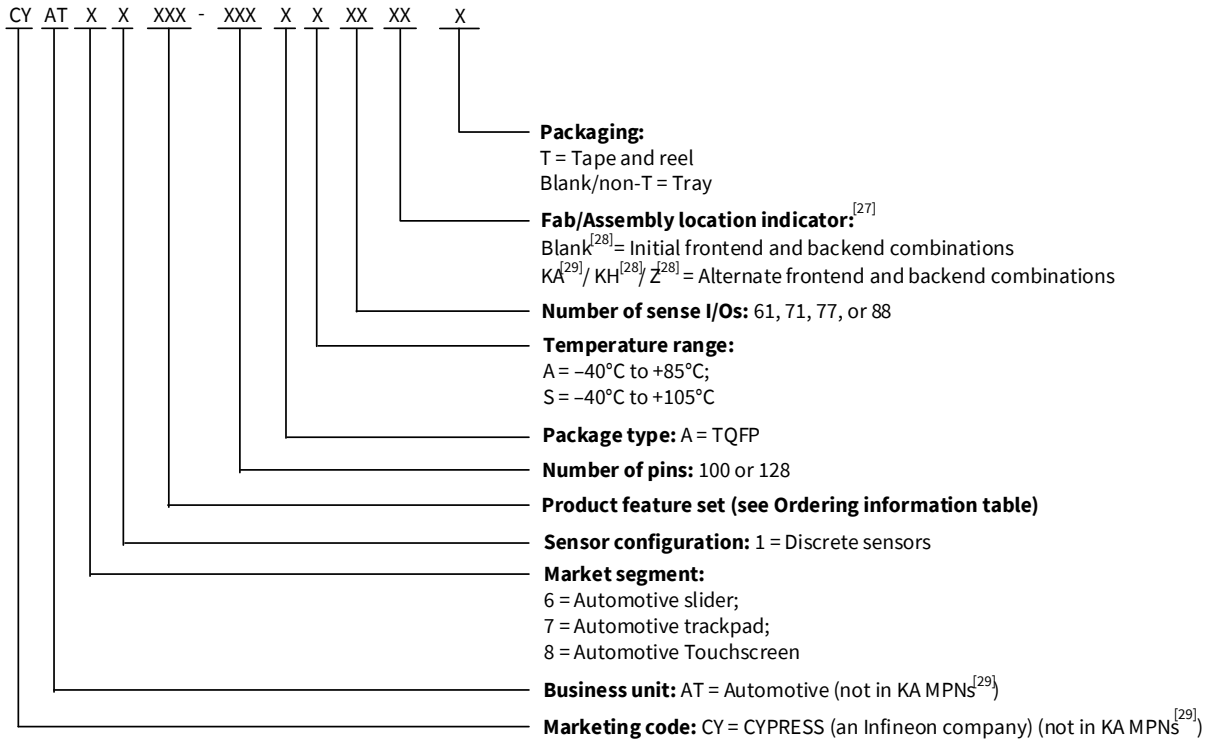 CY AT X X XXX - XXX X X XX XX X
Packaging:
T = Tape and reel
Blank/non-T = Tray
Fab/Assembly location indicator:[27]
Blank[28] = Initial frontend and backend combinations
KA[29]/ KH[28]/ Z[28] = Alternate frontend and backend combinations
Number of sense I/Os: 61, 71, 77, or 88
Temperature range:
A = –40°C to +85°C;
S = –40°C to +105°C
Package type: A = TQFP
Number of pins: 100 or 128
Product feature set (see Ordering information table)
Sensor configuration: 1 = Discrete sensors
Market segment:
6 = Automotive slider;
7 = Automotive trackpad;
8 = Automotive Touchscreen
Business unit: AT = Automotive (not in KA MPNs[29])
Marketing code: CY = CYPRESS (an Infineon company) (not in KA MPNs[29])